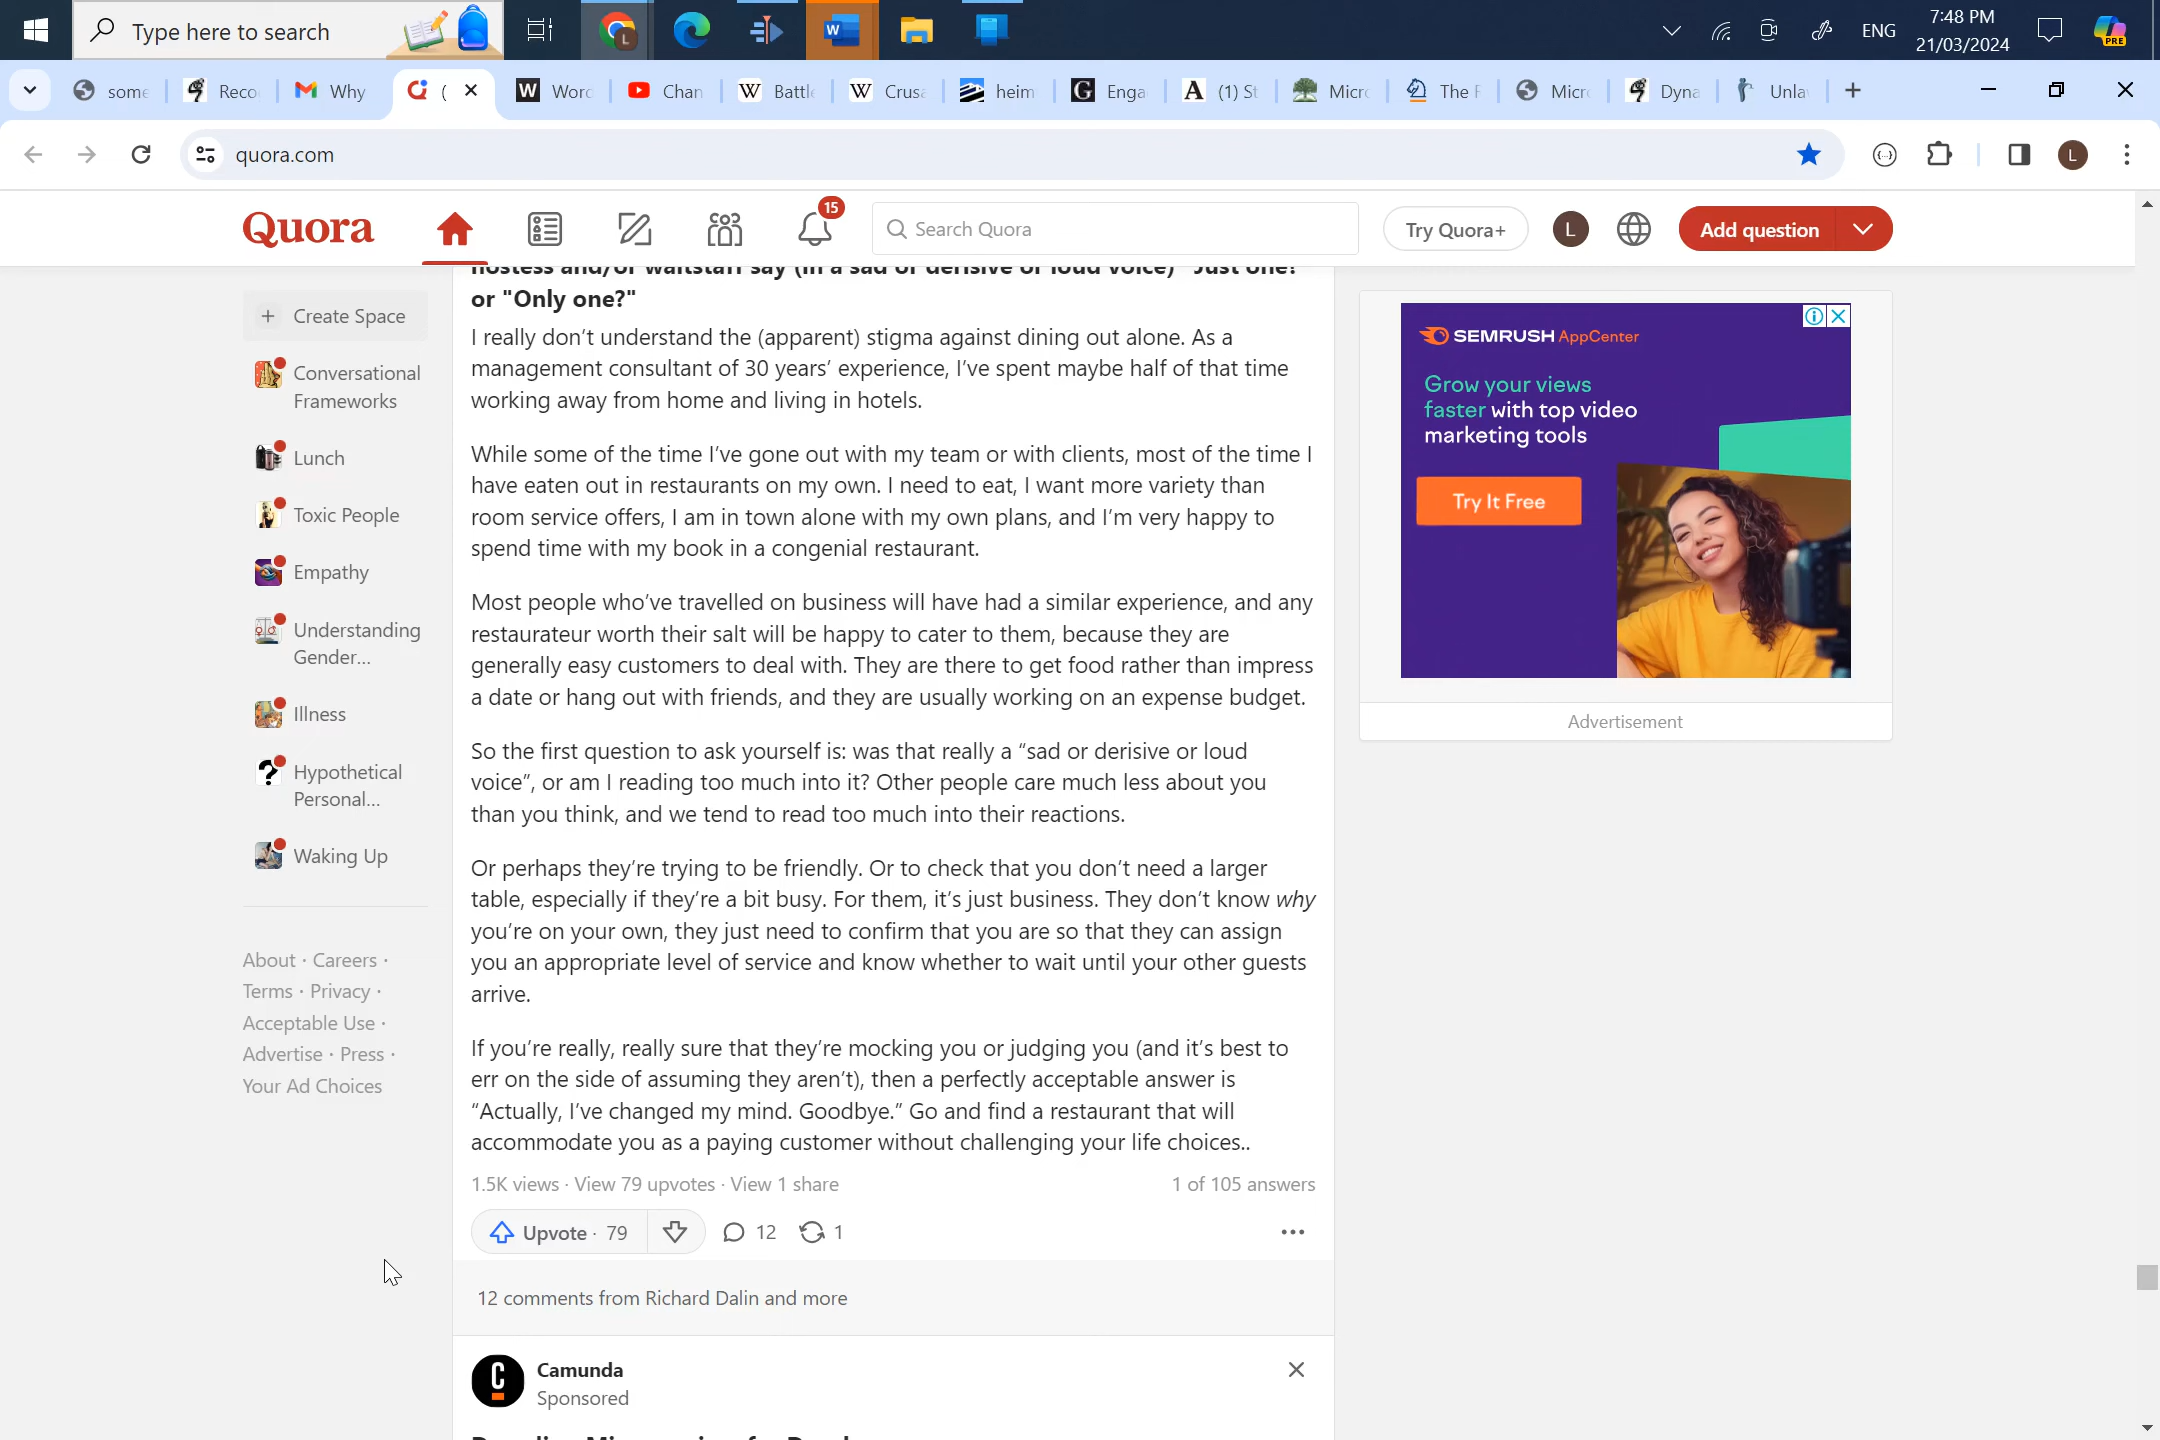 Type here to search
ENG
7:48 PM
21/03/2024
PRE
some
Reco
Why
(
Word
Chan
Battle
Crusa
heim
Enga
(1) St
Micro
The F
Micro
Dyna
Unla
quora.com
L
Quora
15
Search Quora
Try Quora+
L
Add question
or "Only one?"
Create Space
Conversational
Frameworks
Lunch
Toxic People
Empathy
Understanding
Gender...
Illness
Hypothetical
Personal...
Waking Up
About · Careers ·
Terms · Privacy ·
Acceptable Use ·
Advertise · Press ·
Your Ad Choices
I really don’t understand the (apparent) stigma against dining out alone. As a
management consultant of 30 years’ experience, I’ve spent maybe half of that time
working away from home and living in hotels.
While some of the time I’ve gone out with my team or with clients, most of the time I
have eaten out in restaurants on my own. I need to eat, I want more variety than
room service offers, I am in town alone with my own plans, and I’m very happy to
spend time with my book in a congenial restaurant.
Most people who’ve travelled on business will have had a similar experience, and any
restaurateur worth their salt will be happy to cater to them, because they are
generally easy customers to deal with. They are there to get food rather than impress
a date or hang out with friends, and they are usually working on an expense budget.
So the first question to ask yourself is: was that really a “sad or derisive or loud
voice”, or am I reading too much into it? Other people care much less about you
than you think, and we tend to read too much into their reactions.
Or perhaps they’re trying to be friendly. Or to check that you don’t need a larger
table, especially if they’re a bit busy. For them, it’s just business. They don’t know why
you’re on your own, they just need to confirm that you are so that they can assign
you an appropriate level of service and know whether to wait until your other guests
arrive.
If you’re really, really sure that they’re mocking you or judging you (and it’s best to
err on the side of assuming they aren’t), then a perfectly acceptable answer is
“Actually, I’ve changed my mind. Goodbye.” Go and find a restaurant that will
accommodate you as a paying customer without challenging your life choices..
1.5K views · View 79 upvotes · View 1 share
1 of 105 answers
Upvote · 79
12
1
12 comments from Richard Dalin and more
Camunda
Sponsored
SEMRUSH AppCenter
Grow your views
faster with top video
marketing tools
Try It Free
Advertisement